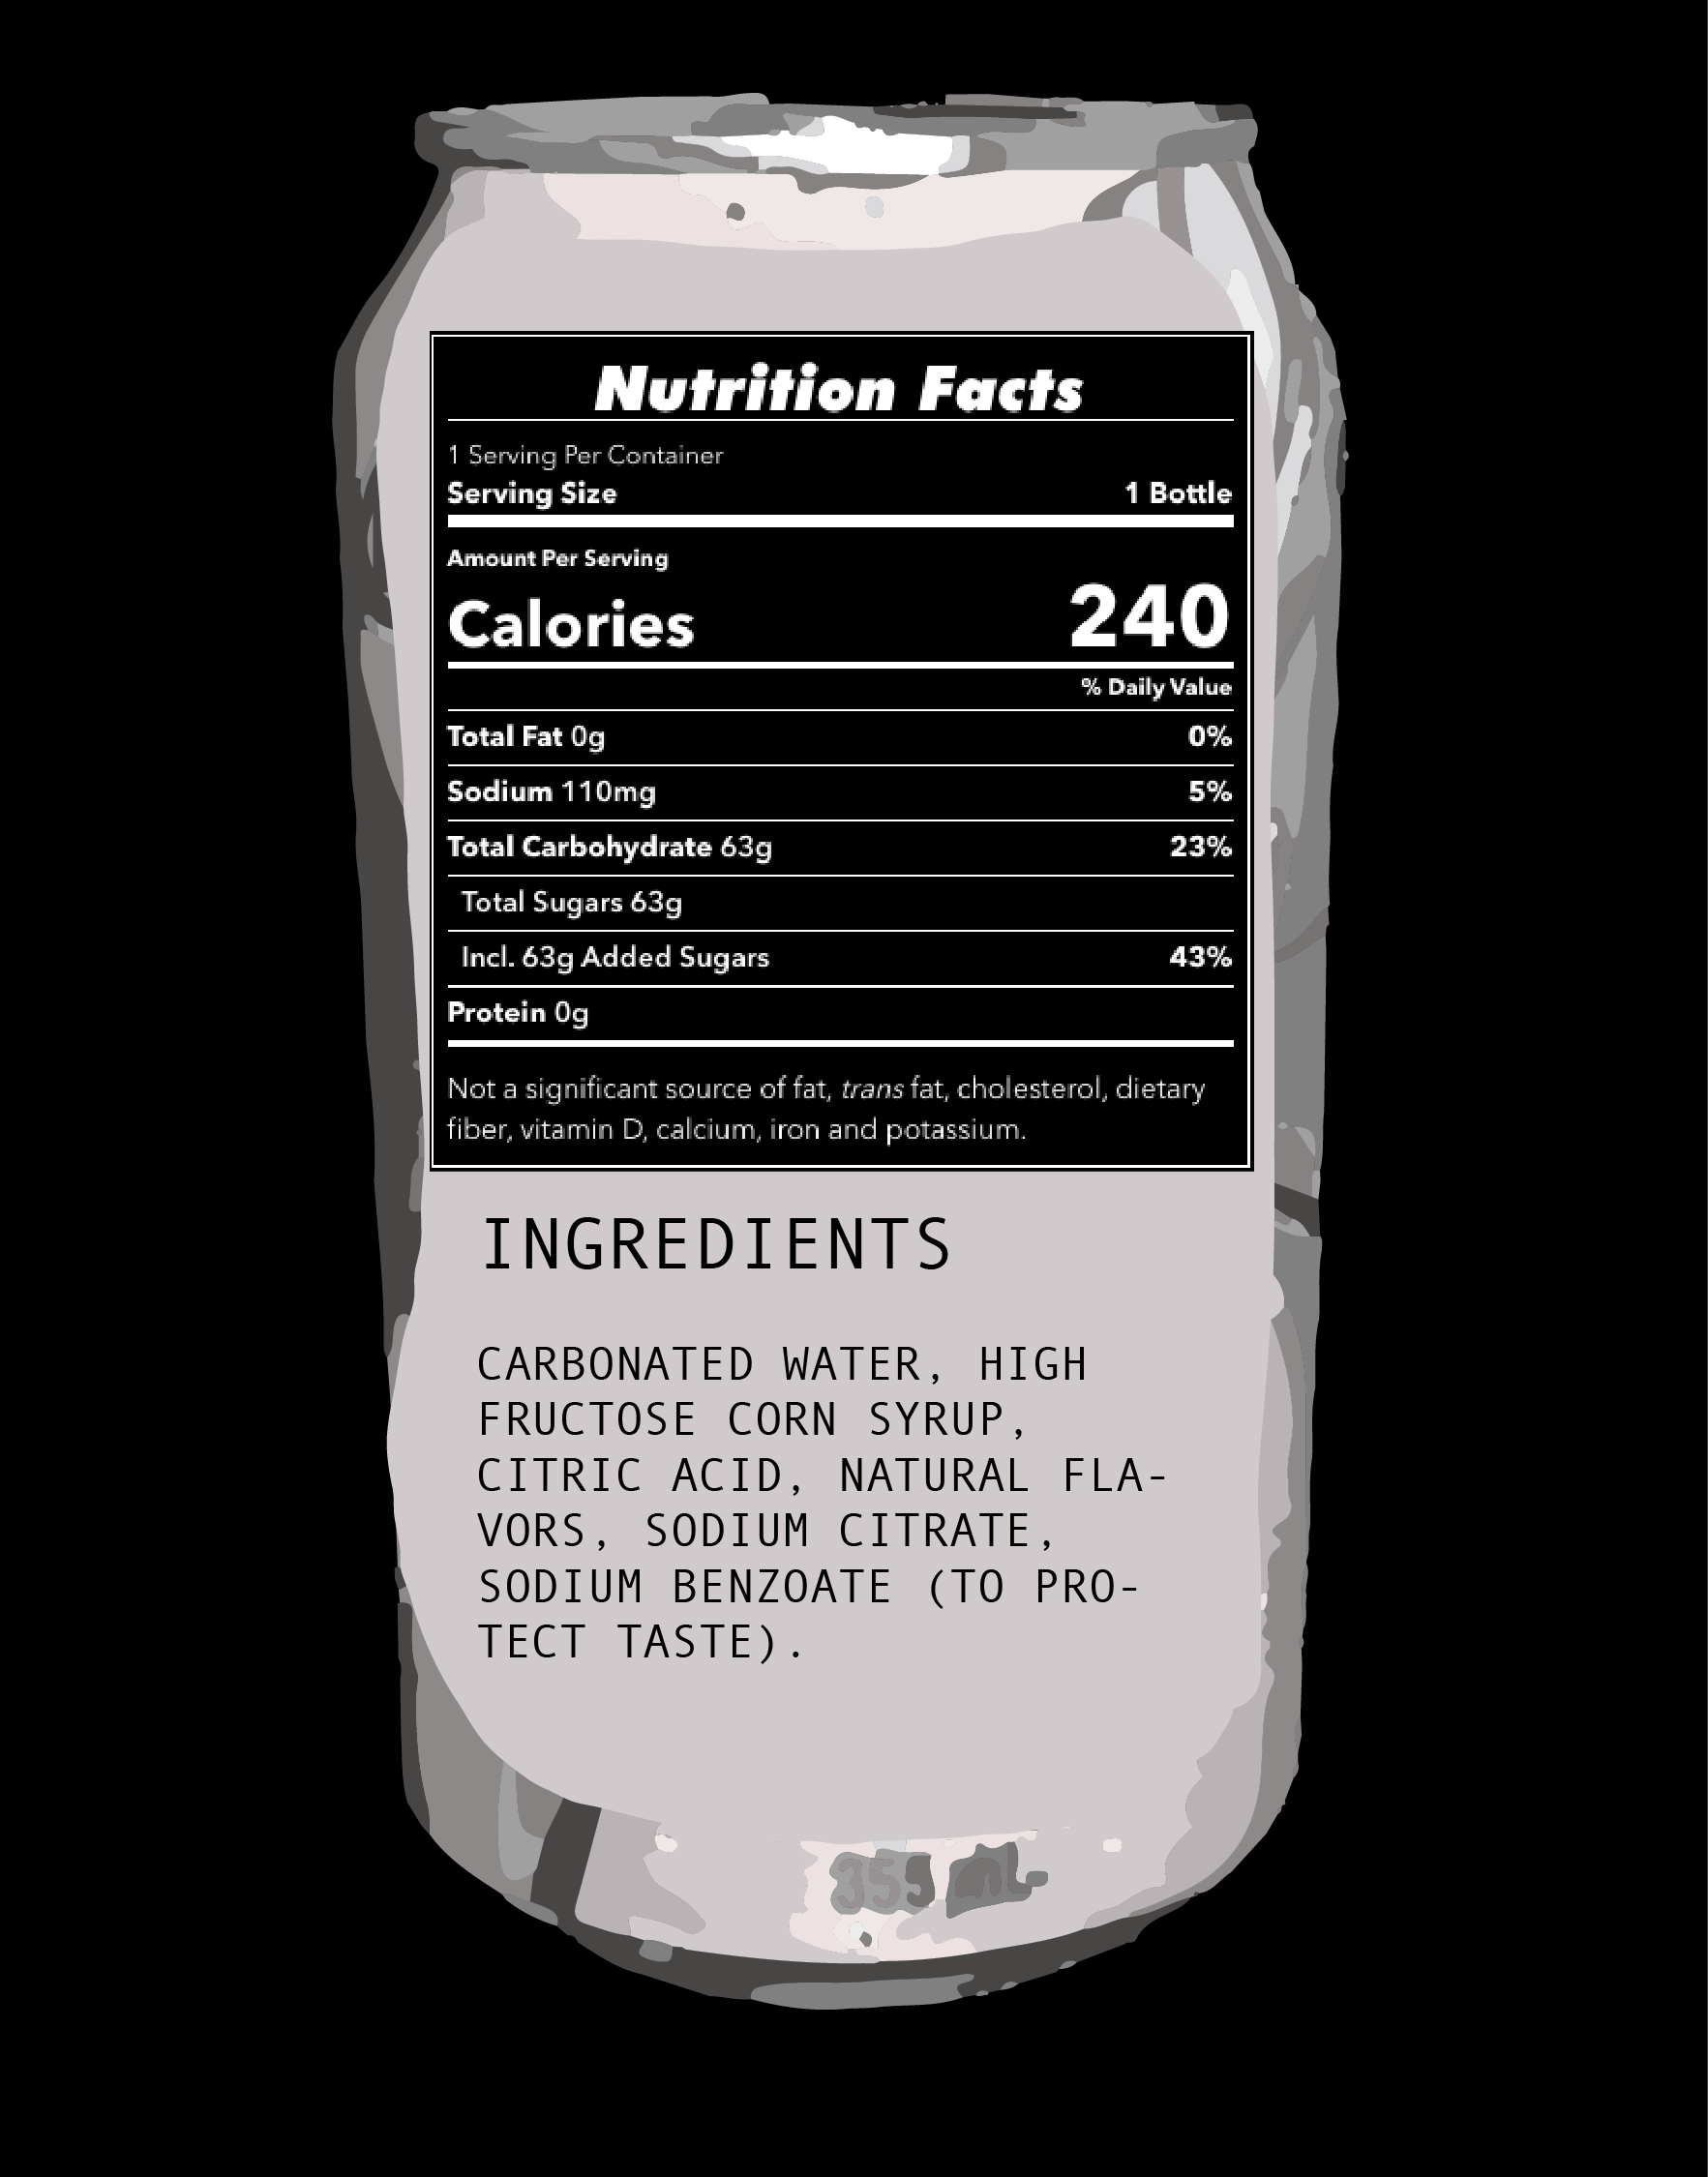 Nutrition Facts
1 Serving Per Container
Serving Size 1 Bottle
Amount Per Serving
Calories 240
% Daily Value
Total Fat 0g 0%
Sodium 110mg 5%
Total Carbohydrate 63g 23%
Total Sugars 63g
Incl. 63g Added Sugars 43%
Protein 0g
Not a significant source of fat, trans fat, cholesterol, dietary
fiber, vitamin D, calcium, iron and potassium.
INGREDIENTS
CARBONATED WATER, HIGH
FRUCTOSE CORN SYRUP,
CITRIC ACID, NATURAL FLA-
VORS, SODIUM CITRATE,
SODIUM BENZOATE (TO PRO-
TECT TASTE).